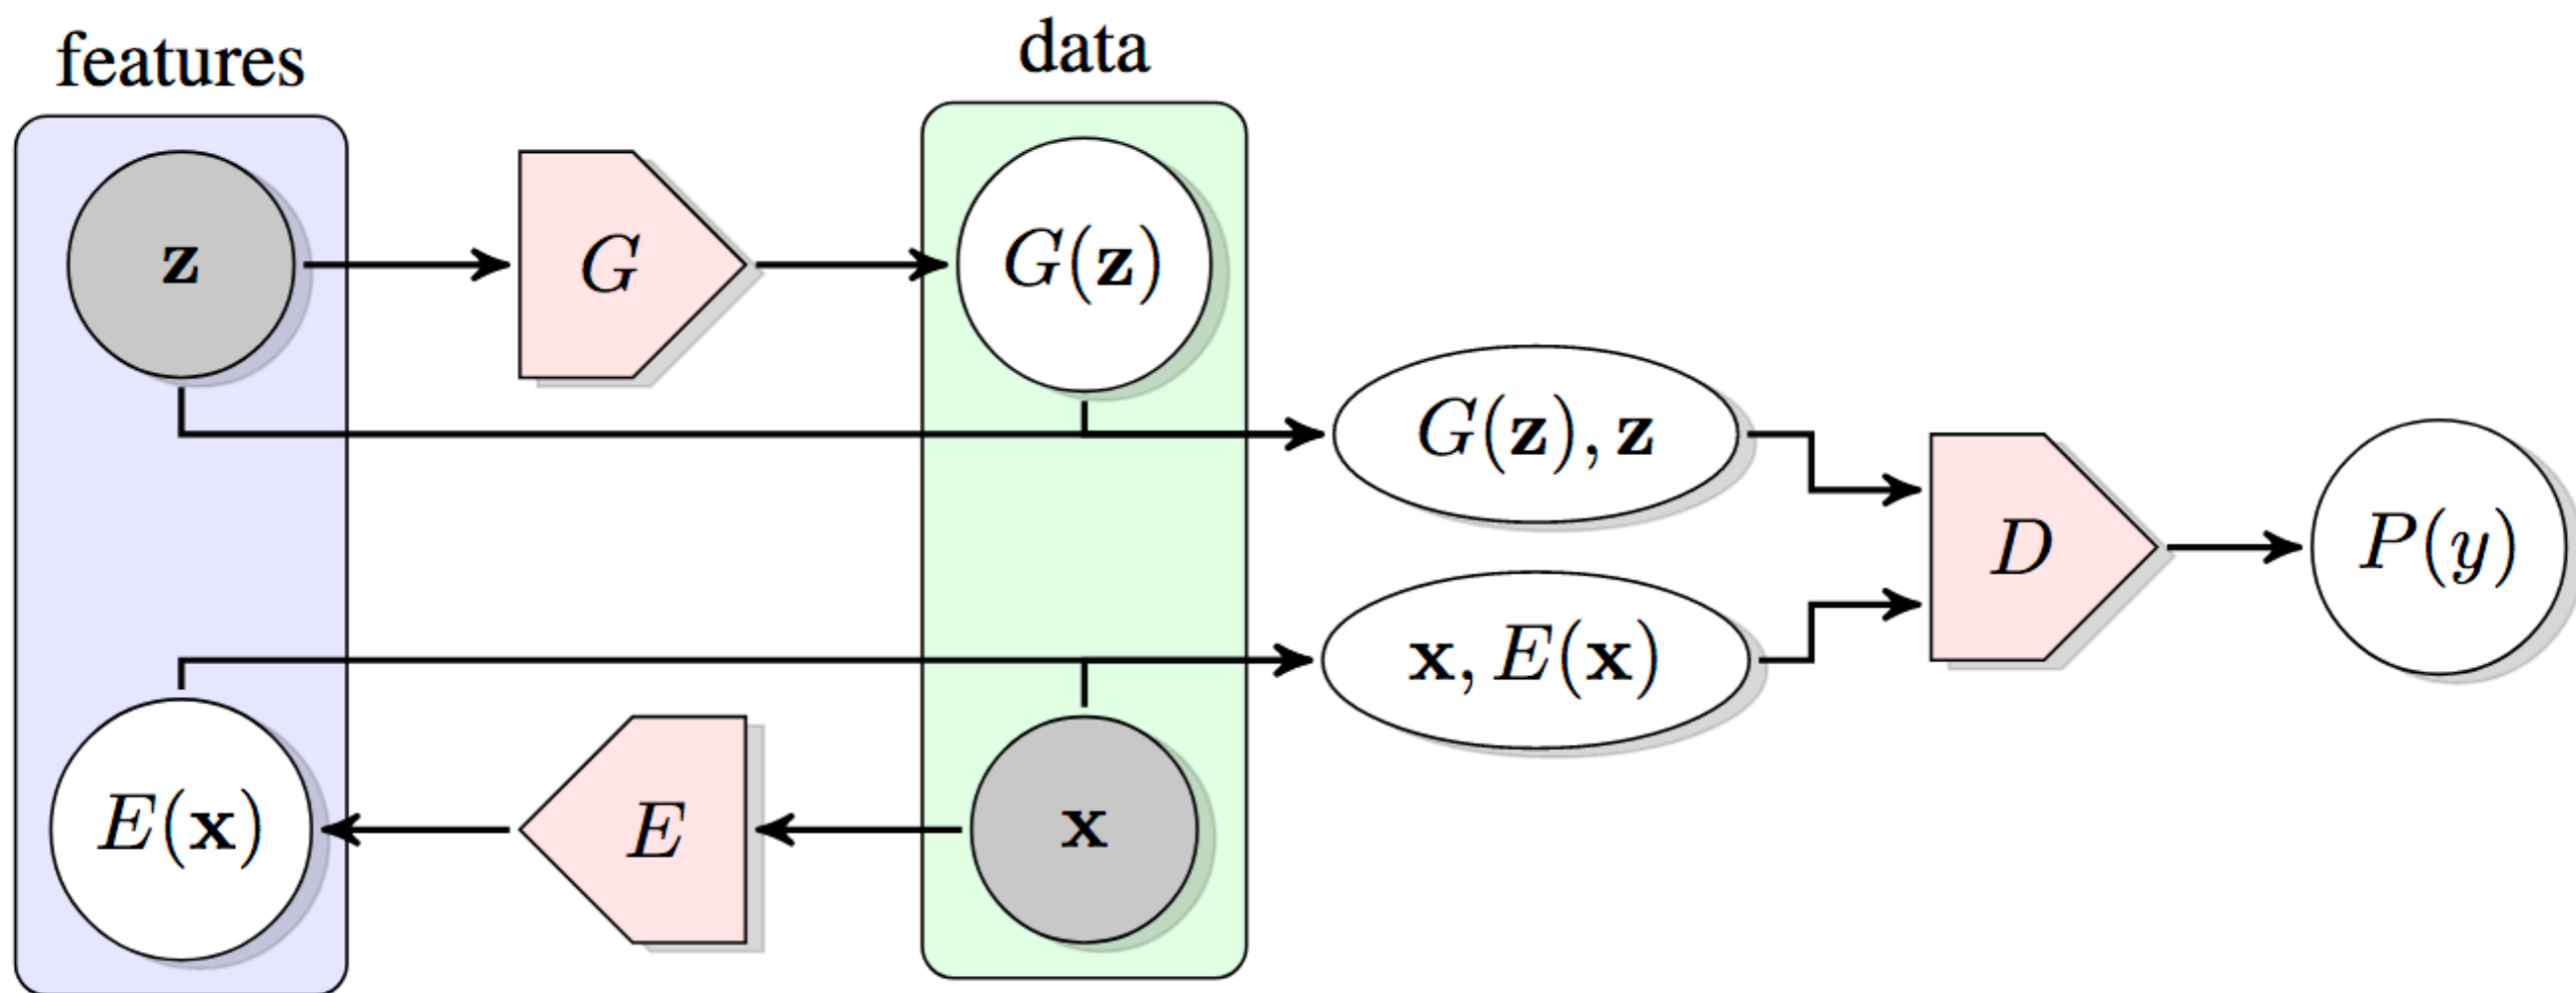 features
data
z
G
G(z)
G(z), z
D
P(y)
x, E(x)
E(x)
E
x